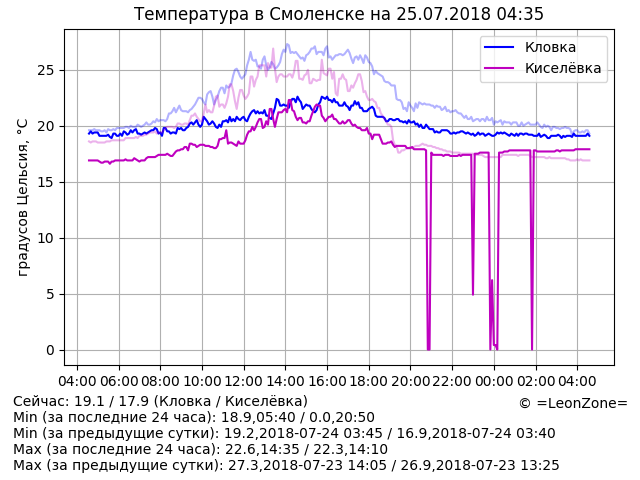 Температура в Смоленске на 25.07.2018 04:35
Кловка
Киселёвка
градусов Цельсия, °C
25
20
15
10
5
0
04:00 06:00 08:00 10:00 12:00 14:00 16:00 18:00 20:00 22:00 00:00 02:00 04:00
Сейчас: 19.1 / 17.9 (Кловка / Киселёвка)
© =LeonZone=
Min (за последние 24 часа): 18.9,05:40 / 0.0,20:50
Min (за предыдущие сутки): 19.2,2018-07-24 03:45 / 16.9,2018-07-24 03:40
Max (за последние 24 часа): 22.6,14:35 / 22.3,14:10
Max (за предыдущие сутки): 27.3,2018-07-23 14:05 / 26.9,2018-07-23 13:25